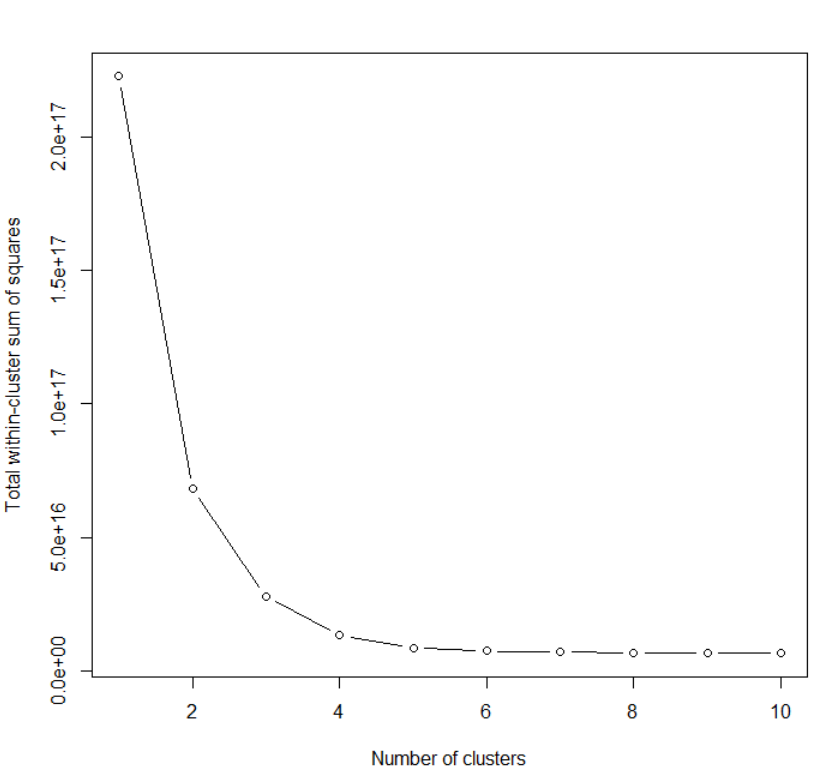 Total within-cluster sum of squares
2.0e+17
1.5e+17
1.0e+17
5.0e+16
0.0e+00
2 4 6 8 10
Number of clusters